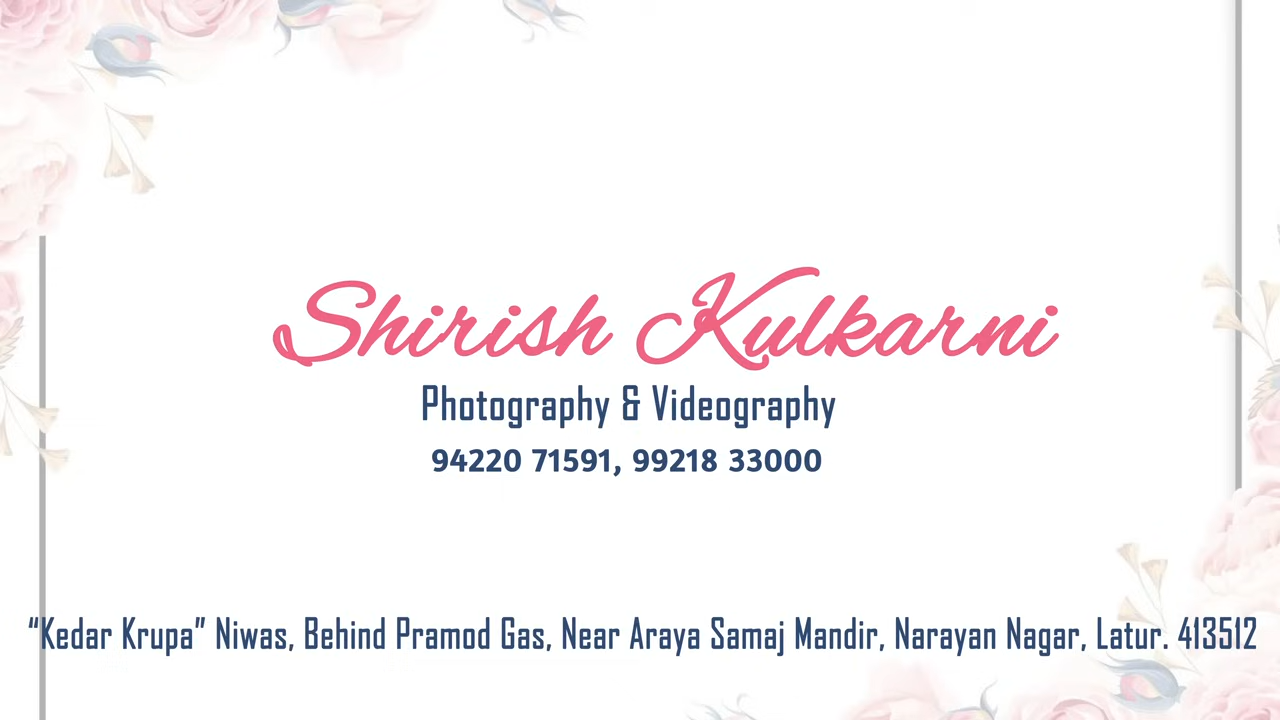 Shirish Kulkarni
Photography & Videography
94220 71591, 99218 33000
“Kedar Krupa” Niwas, Behind Pramod Gas, Near Araya Samaj Mandir, Narayan Nagar, Latur. 413512